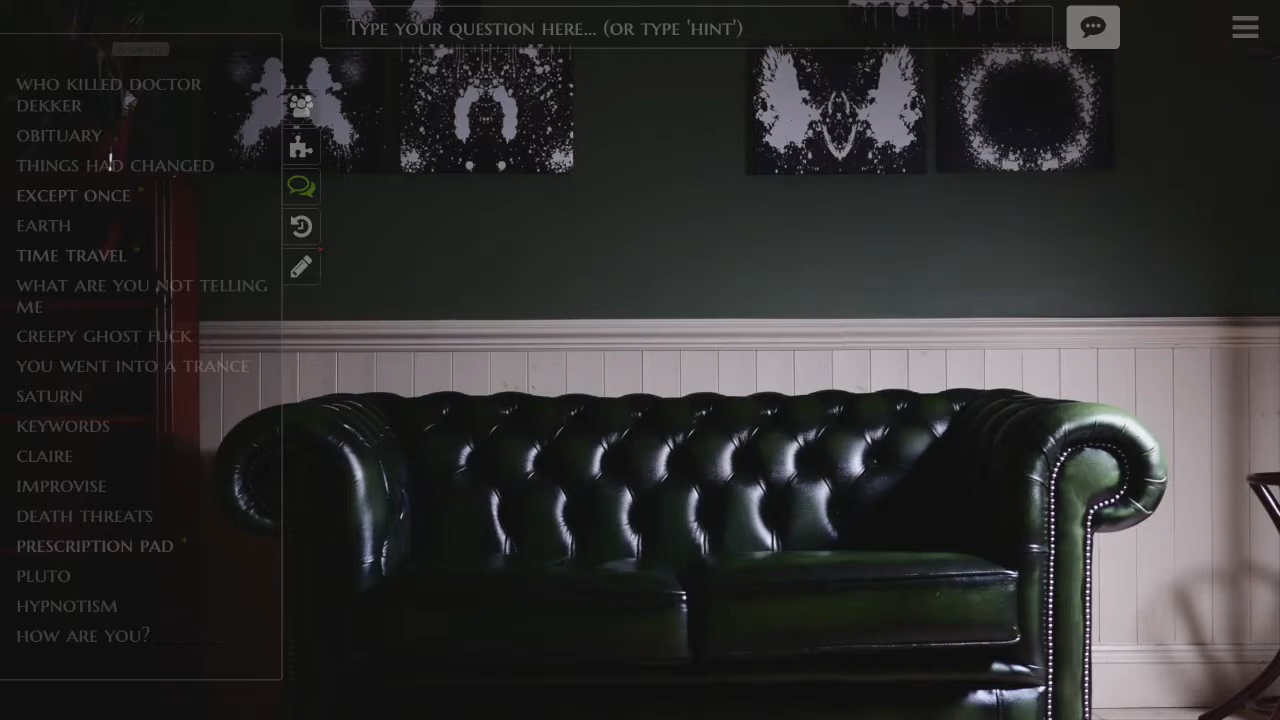 Type your question here... (or type 'hint')
WHO KILLED DOCTOR
DEKKER
OBITUARY
THINGS HAD CHANGED
EXCEPT ONCE *
EARTH
TIME TRAVEL *
WHAT ARE YOU NOT TELLING
ME
CREEPY GHOST FUCK
YOU WENT INTO A TRANCE
SATURN
KEYWORDS
CLAIRE
IMPROVISE
DEATH THREATS
PRESCRIPTION PAD *
PLUTO
HYPNOTISM
HOW ARE YOU?